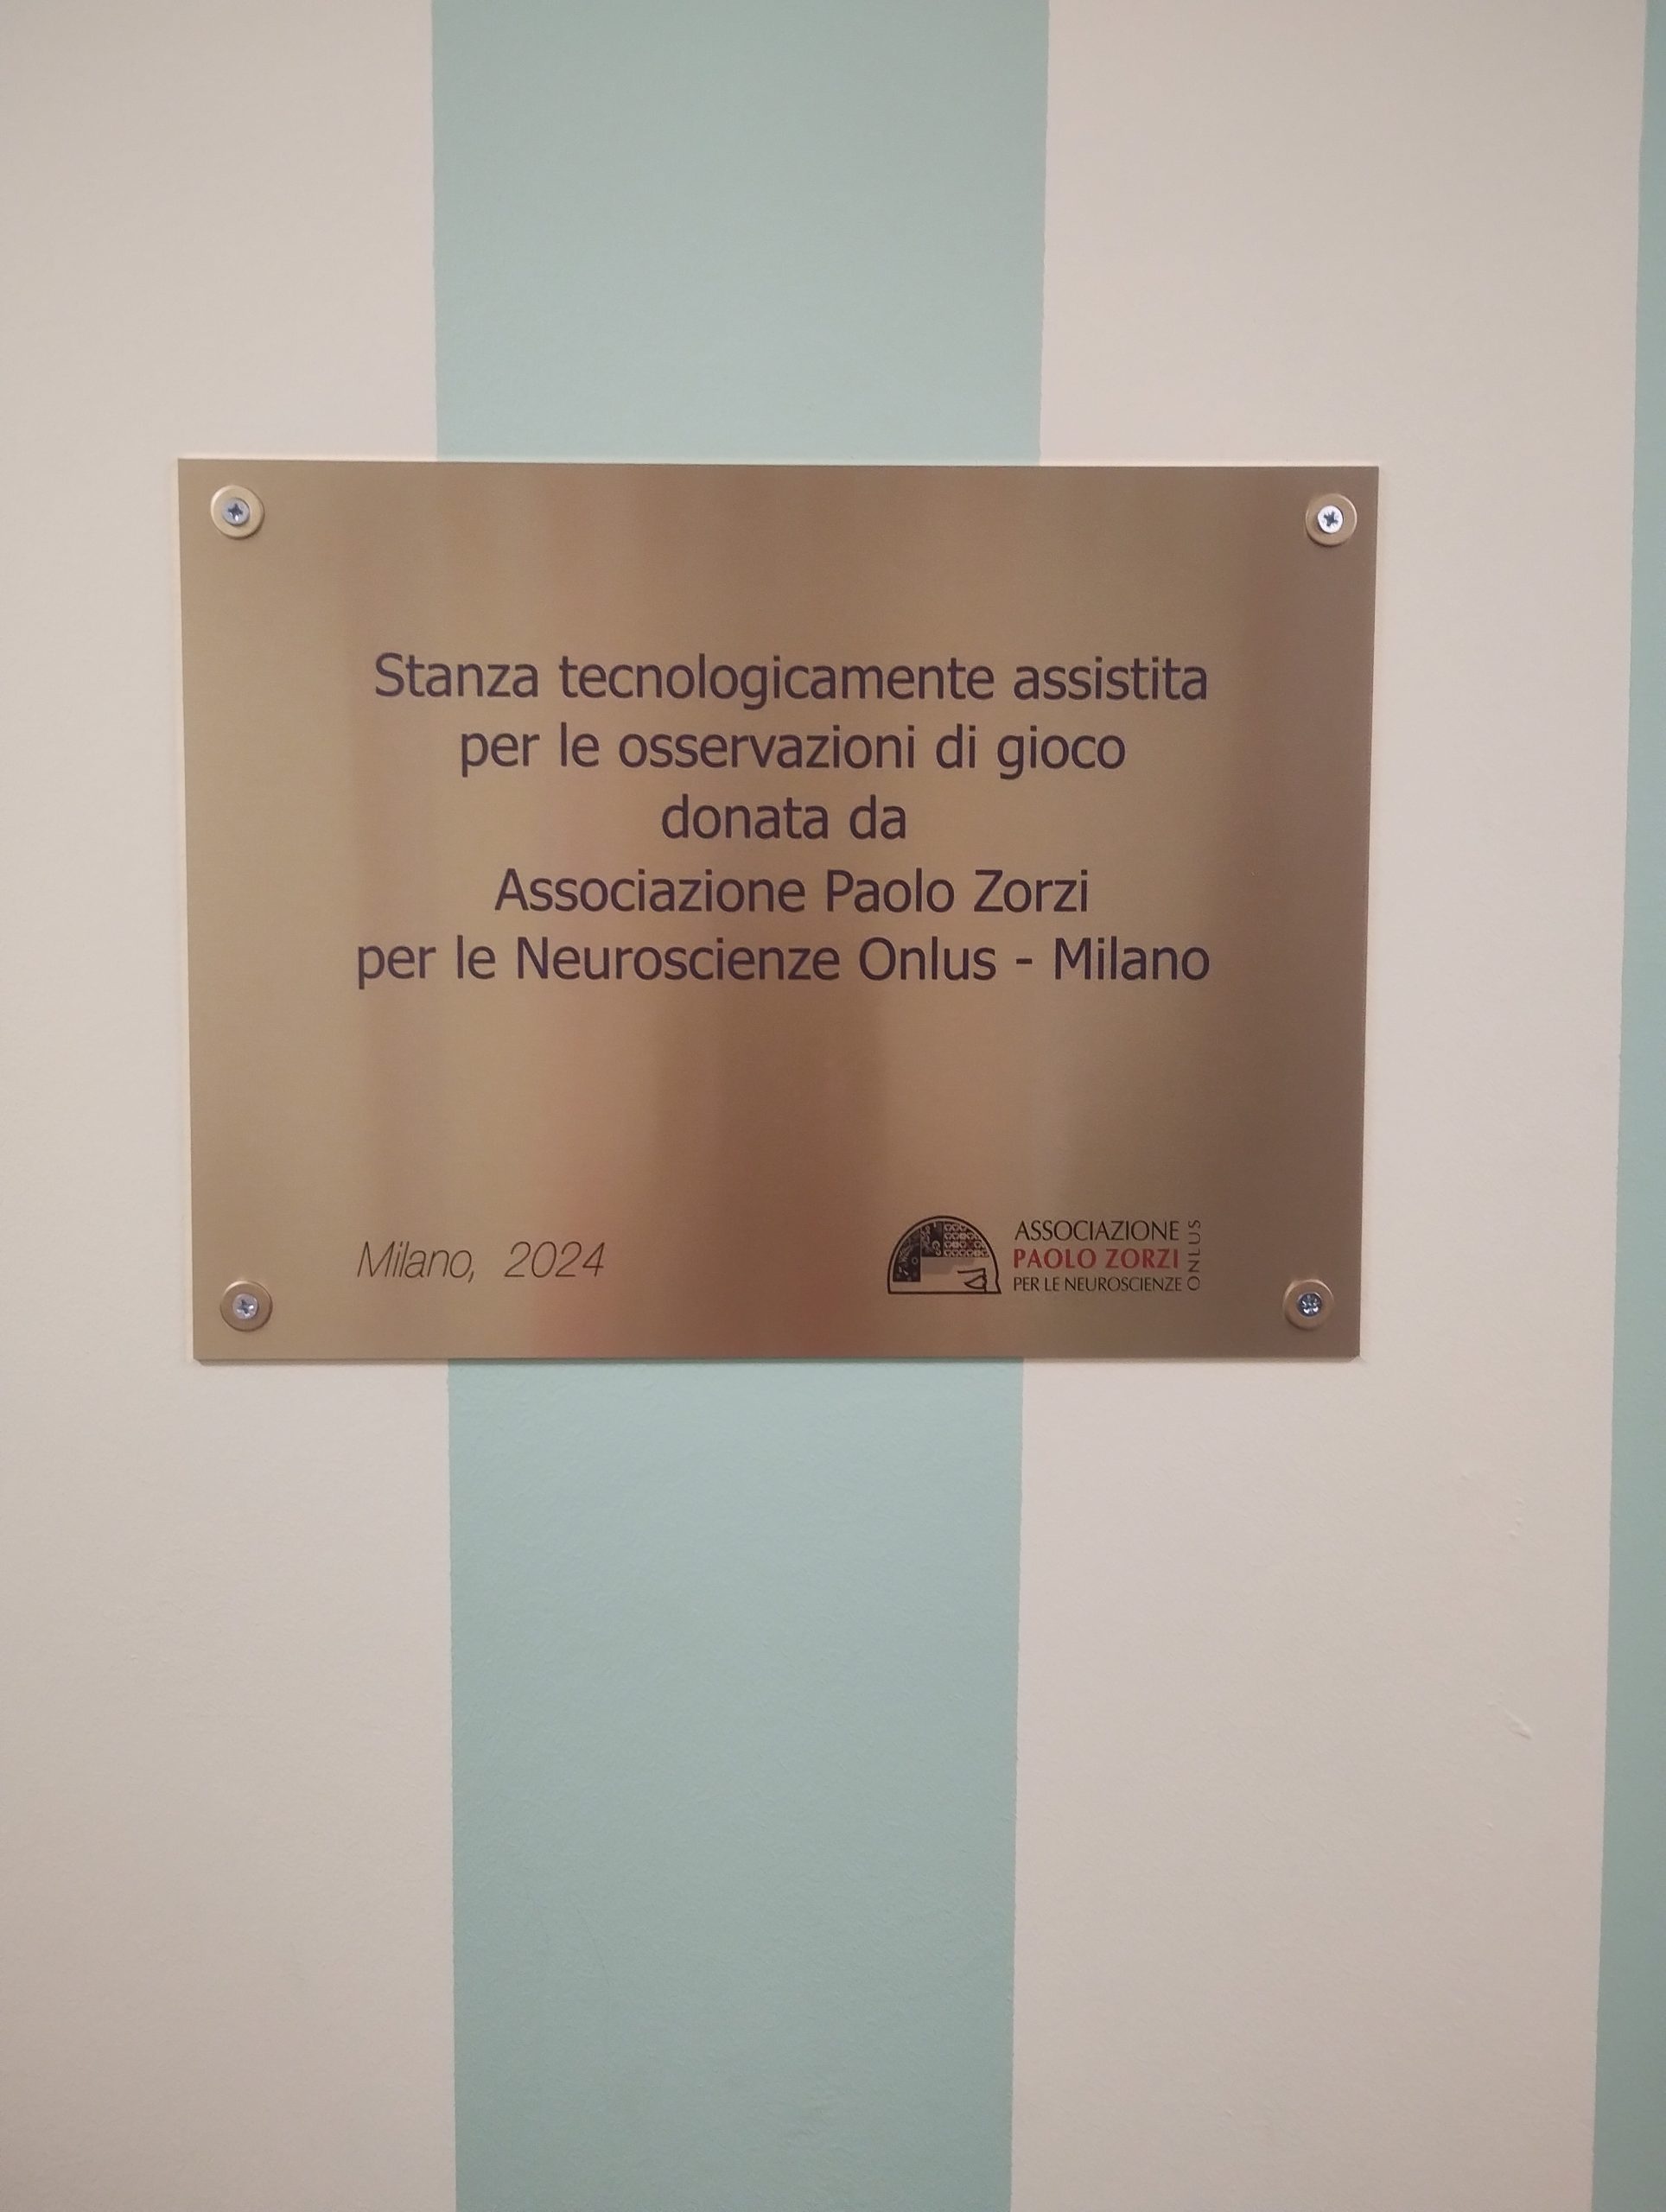 Stanza tecnologicamente assistita
per le osservazioni di gioco
donata da
Associazione Paolo Zorzi
per le Neuroscienze Onlus - Milano
Milano, 2024
ASSOCIAZIONE
PAOLO ZORZI
PER LE NEUROSCIENZE
ONLUS